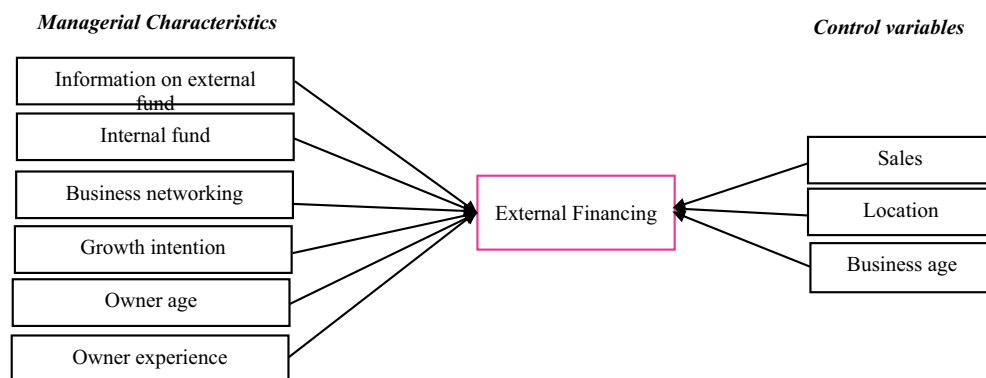 Managerial Characteristics
Control variables
Information on external
fund
Internal fund
Business networking
Growth intention
Owner age
Owner experience
External Financing
Sales
Location
Business age